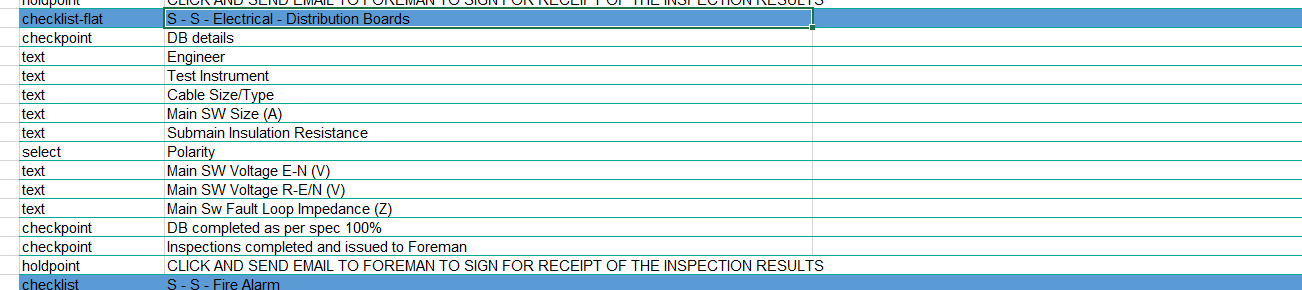 holdpoint CLICK AND SEND EMAIL TO FOREMAN TO SIGN FOR RECEIPT OF THE INSPECTION RESULTS
checklist-flat S - S - Electrical - Distribution Boards
checkpoint DB details
text Engineer
text Test Instrument
text Cable Size/Type
text Main SW Size (A)
text Submain Insulation Resistance
select Polarity
text Main SW Voltage E-N (V)
text Main SW Voltage R-E/N (V)
text Main Sw Fault Loop Impedance (Z)
checkpoint DB completed as per spec 100%
checkpoint Inspections completed and issued to Foreman
holdpoint CLICK AND SEND EMAIL TO FOREMAN TO SIGN FOR RECEIPT OF THE INSPECTION RESULTS
checklist S - S - Fire Alarm